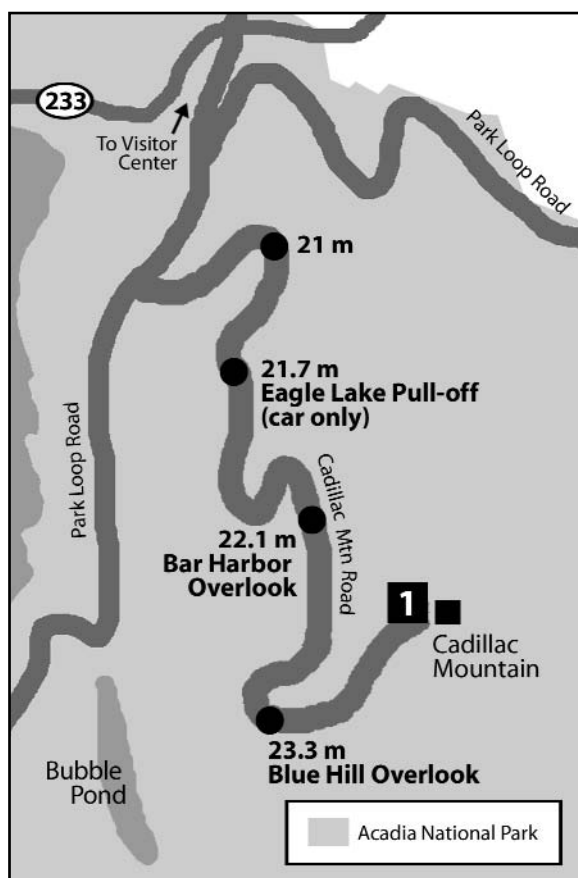 233
To Visitor
Center
Park Loop Road
21 m
21.7 m
Eagle Lake Pull-off
(car only)
Park Loop Road
Cadillac Mtn Road
22.1 m
Bar Harbor
Overlook
1
Cadillac
Mountain
23.3 m
Blue Hill Overlook
Bubble
Pond
Acadia National Park